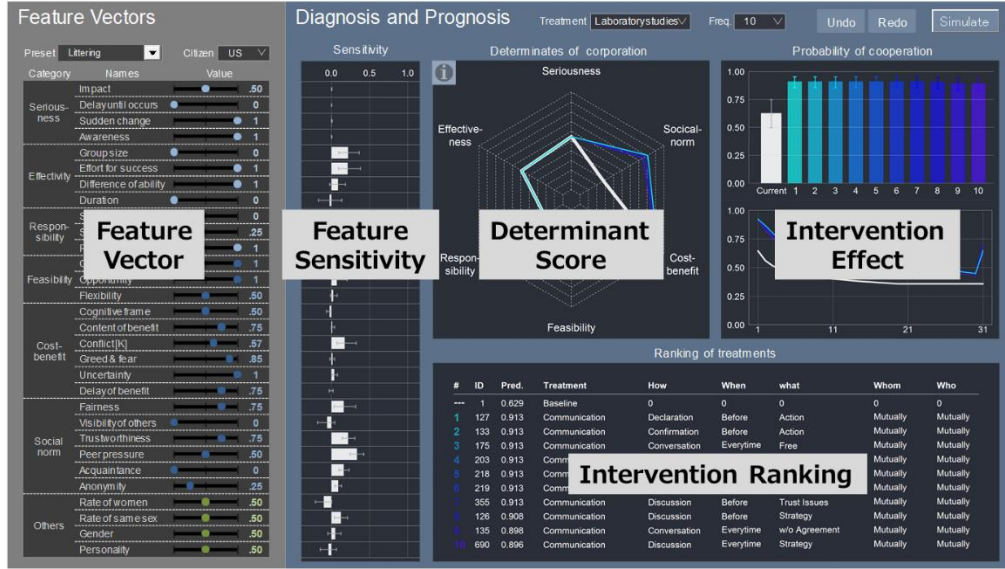 Feature Vectors
Diagnosis and Prognosis
Treatment Laboratorystudies
Freq. 10
Undo
Redo
Simulate
Preset Littering
Citizen US
Category Names Value
Serious-
ness
Impact .50
Delay until occurs 0
Sudden change 1
Awareness 1
Effectivity
Group size 0
Effort for success 1
Difference of ability 1
Duration 0
Respon-
sibility
0
.25
1
Feature
Vector
Feasibility
1
Opportunity 1
Flexibility .50
Cost-
benefit
Cognitive frame .50
Content of benefit .75
Conflict[K] .57
Greed & fear .85
Uncertainty 1
Delay of benefit .75
Social
norm
Fairness .75
Visibility of others 0
Trustworthiness .75
Peer pressure .50
Acquaintance 0
Anonymity .25
Others
Rate of women .50
Rate of same sex .50
Gender .50
Personality .50
Sensitivity
0.0 0.5 1.0
Feature
Sensitivity
Determinates of corporation
i
Seriousness
Effective-
ness
Socical-
norm
Respon-
sibility
Cost-
benefit
Feasibility
Determinant
Score
Probability of cooperation
1.00
0.75
0.50
0.25
0.00
Current 1 2 3 4 5 6 7 8 9 10
1.00
0.75
0.50
0.25
0.00
1 11 21 31
Intervention
Effect
Ranking of treatments
# ID Pred. Treatment How When what Whom Who
--- 1 0.629 Baseline 0 0 0 0 0
1 127 0.913 Communication Declaration Before Action Mutually Mutually
2 133 0.913 Communication Confirmation Before Action Mutually Mutually
3 175 0.913 Communication Conversation Everytime Free Mutually Mutually
4 203 0.913 Mutually Mutually
5 218 0.913 Mutually Mutually
6 219 0.913 Mutually Mutually
355 0.913 Communication Discussion Before Trust Issues Mutually Mutually
126 0.908 Communication Discussion Before Strategy Mutually Mutually
135 0.898 Communication Conversation Everytime w/o Agreement Mutually Mutually
10 690 0.896 Communication Discussion Everytime Strategy Mutually Mutually
Intervention Ranking